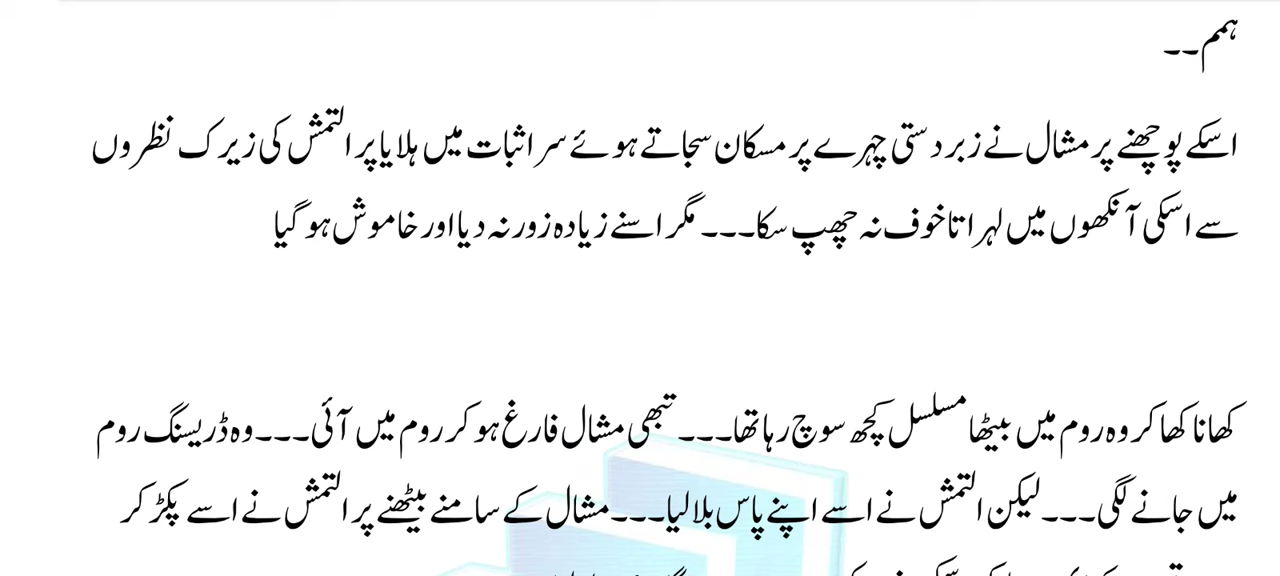 ہمم۔۔
اسکے پوچھنے پر مشال نے زبردستی چہرے پر مسکان سجاتے ہوئے سر اثبات میں ہلایا پر التمش کی زیرک نظروں
سے اسکی آنکھوں میں لہراتا خوف نہ چھپ سکا۔۔۔ مگر اسنے زیادہ زور نہ دیا اور خاموش ہو گیا
کھانا کھا کر وہ روم میں بیٹھا مسلسل کچھ سوچ رہا تھا۔۔۔ تبھی مشال فارغ ہو کر روم میں آئی۔۔۔ وہ ڈریسنگ روم
میں جانے لگی۔۔۔ لیکن التمش نے اسے اپنے پاس بلا لیا۔۔۔ مشال کے سامنے بیٹھنے پر التمش نے اسے پکڑ کر